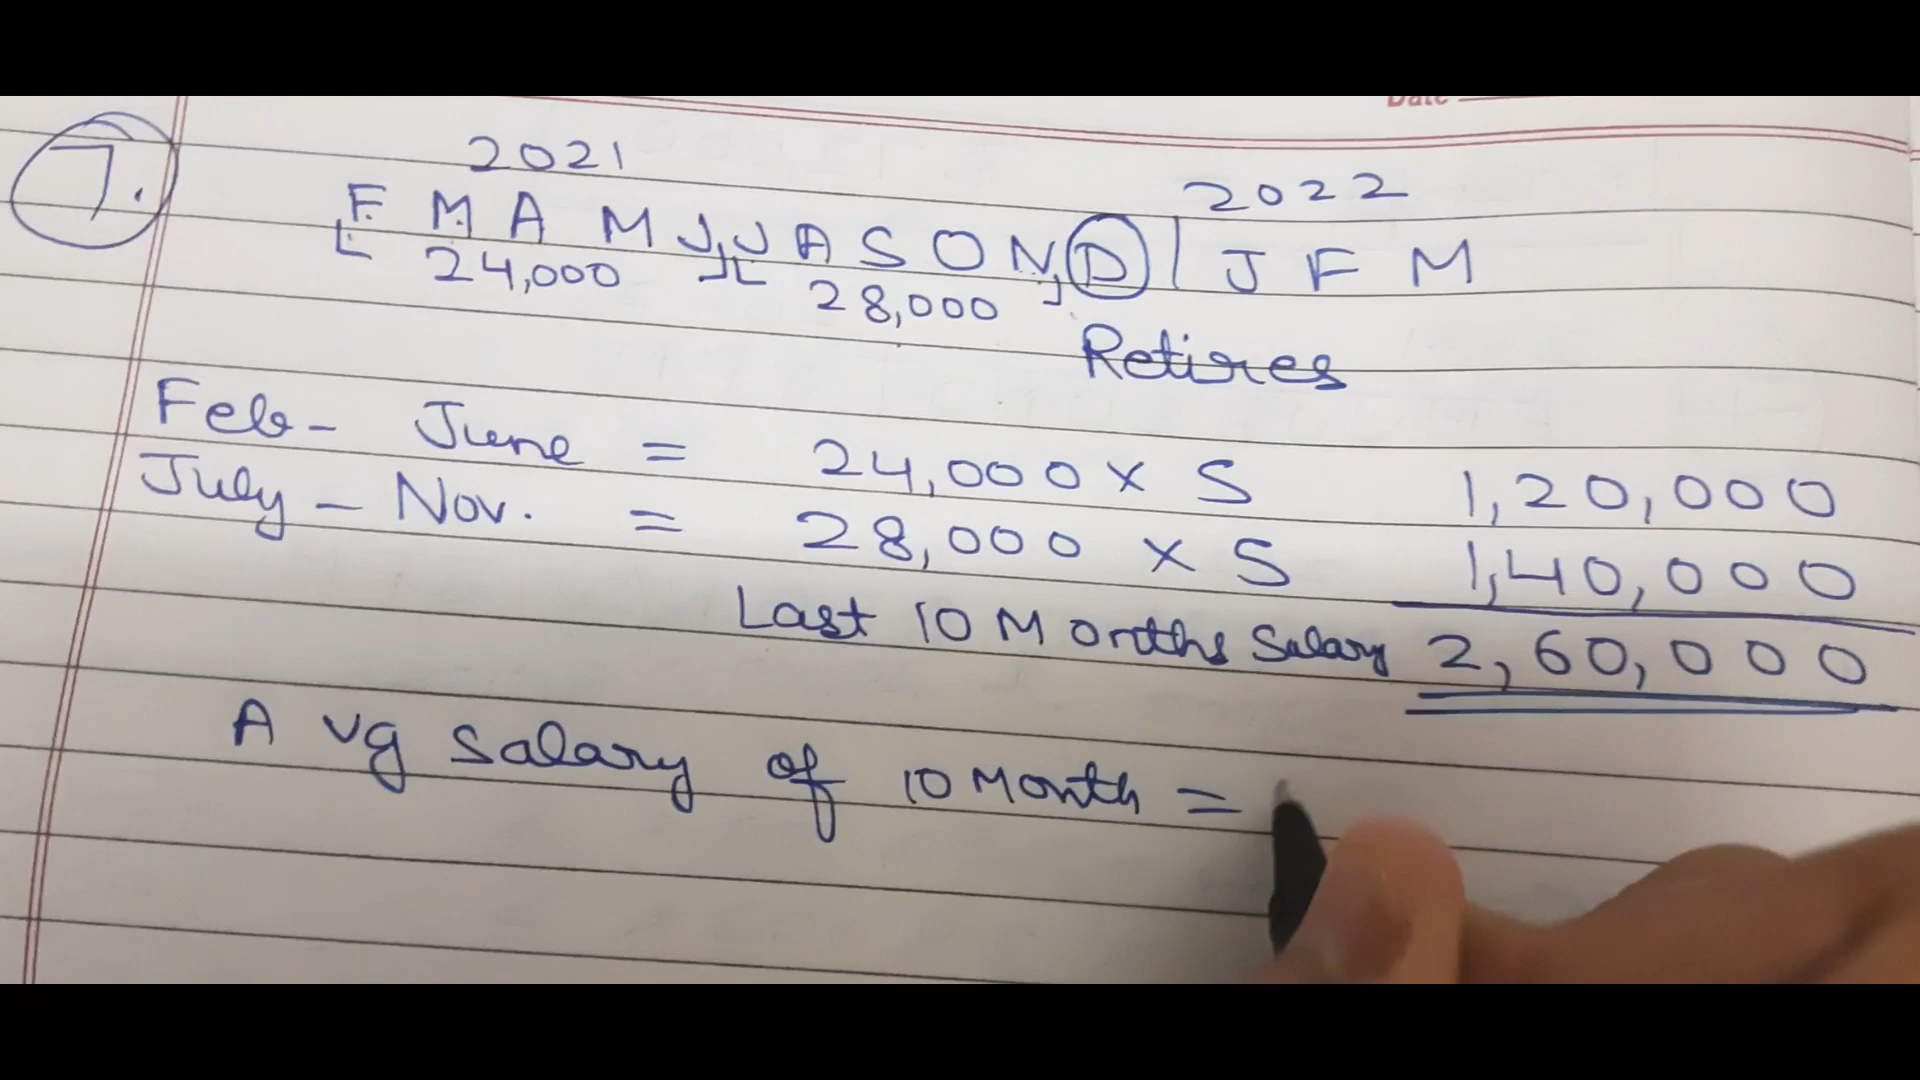 Date
7.
2021
2022
F M A M J J A S O N D | J F M
24,000
28,000
Retires
Feb - June = 24,000 x 5 1,20,000
July - Nov. = 28,000 x 5 1,40,000
Last 10 Months Salary 2,60,000
Avg salary of 10 Month =